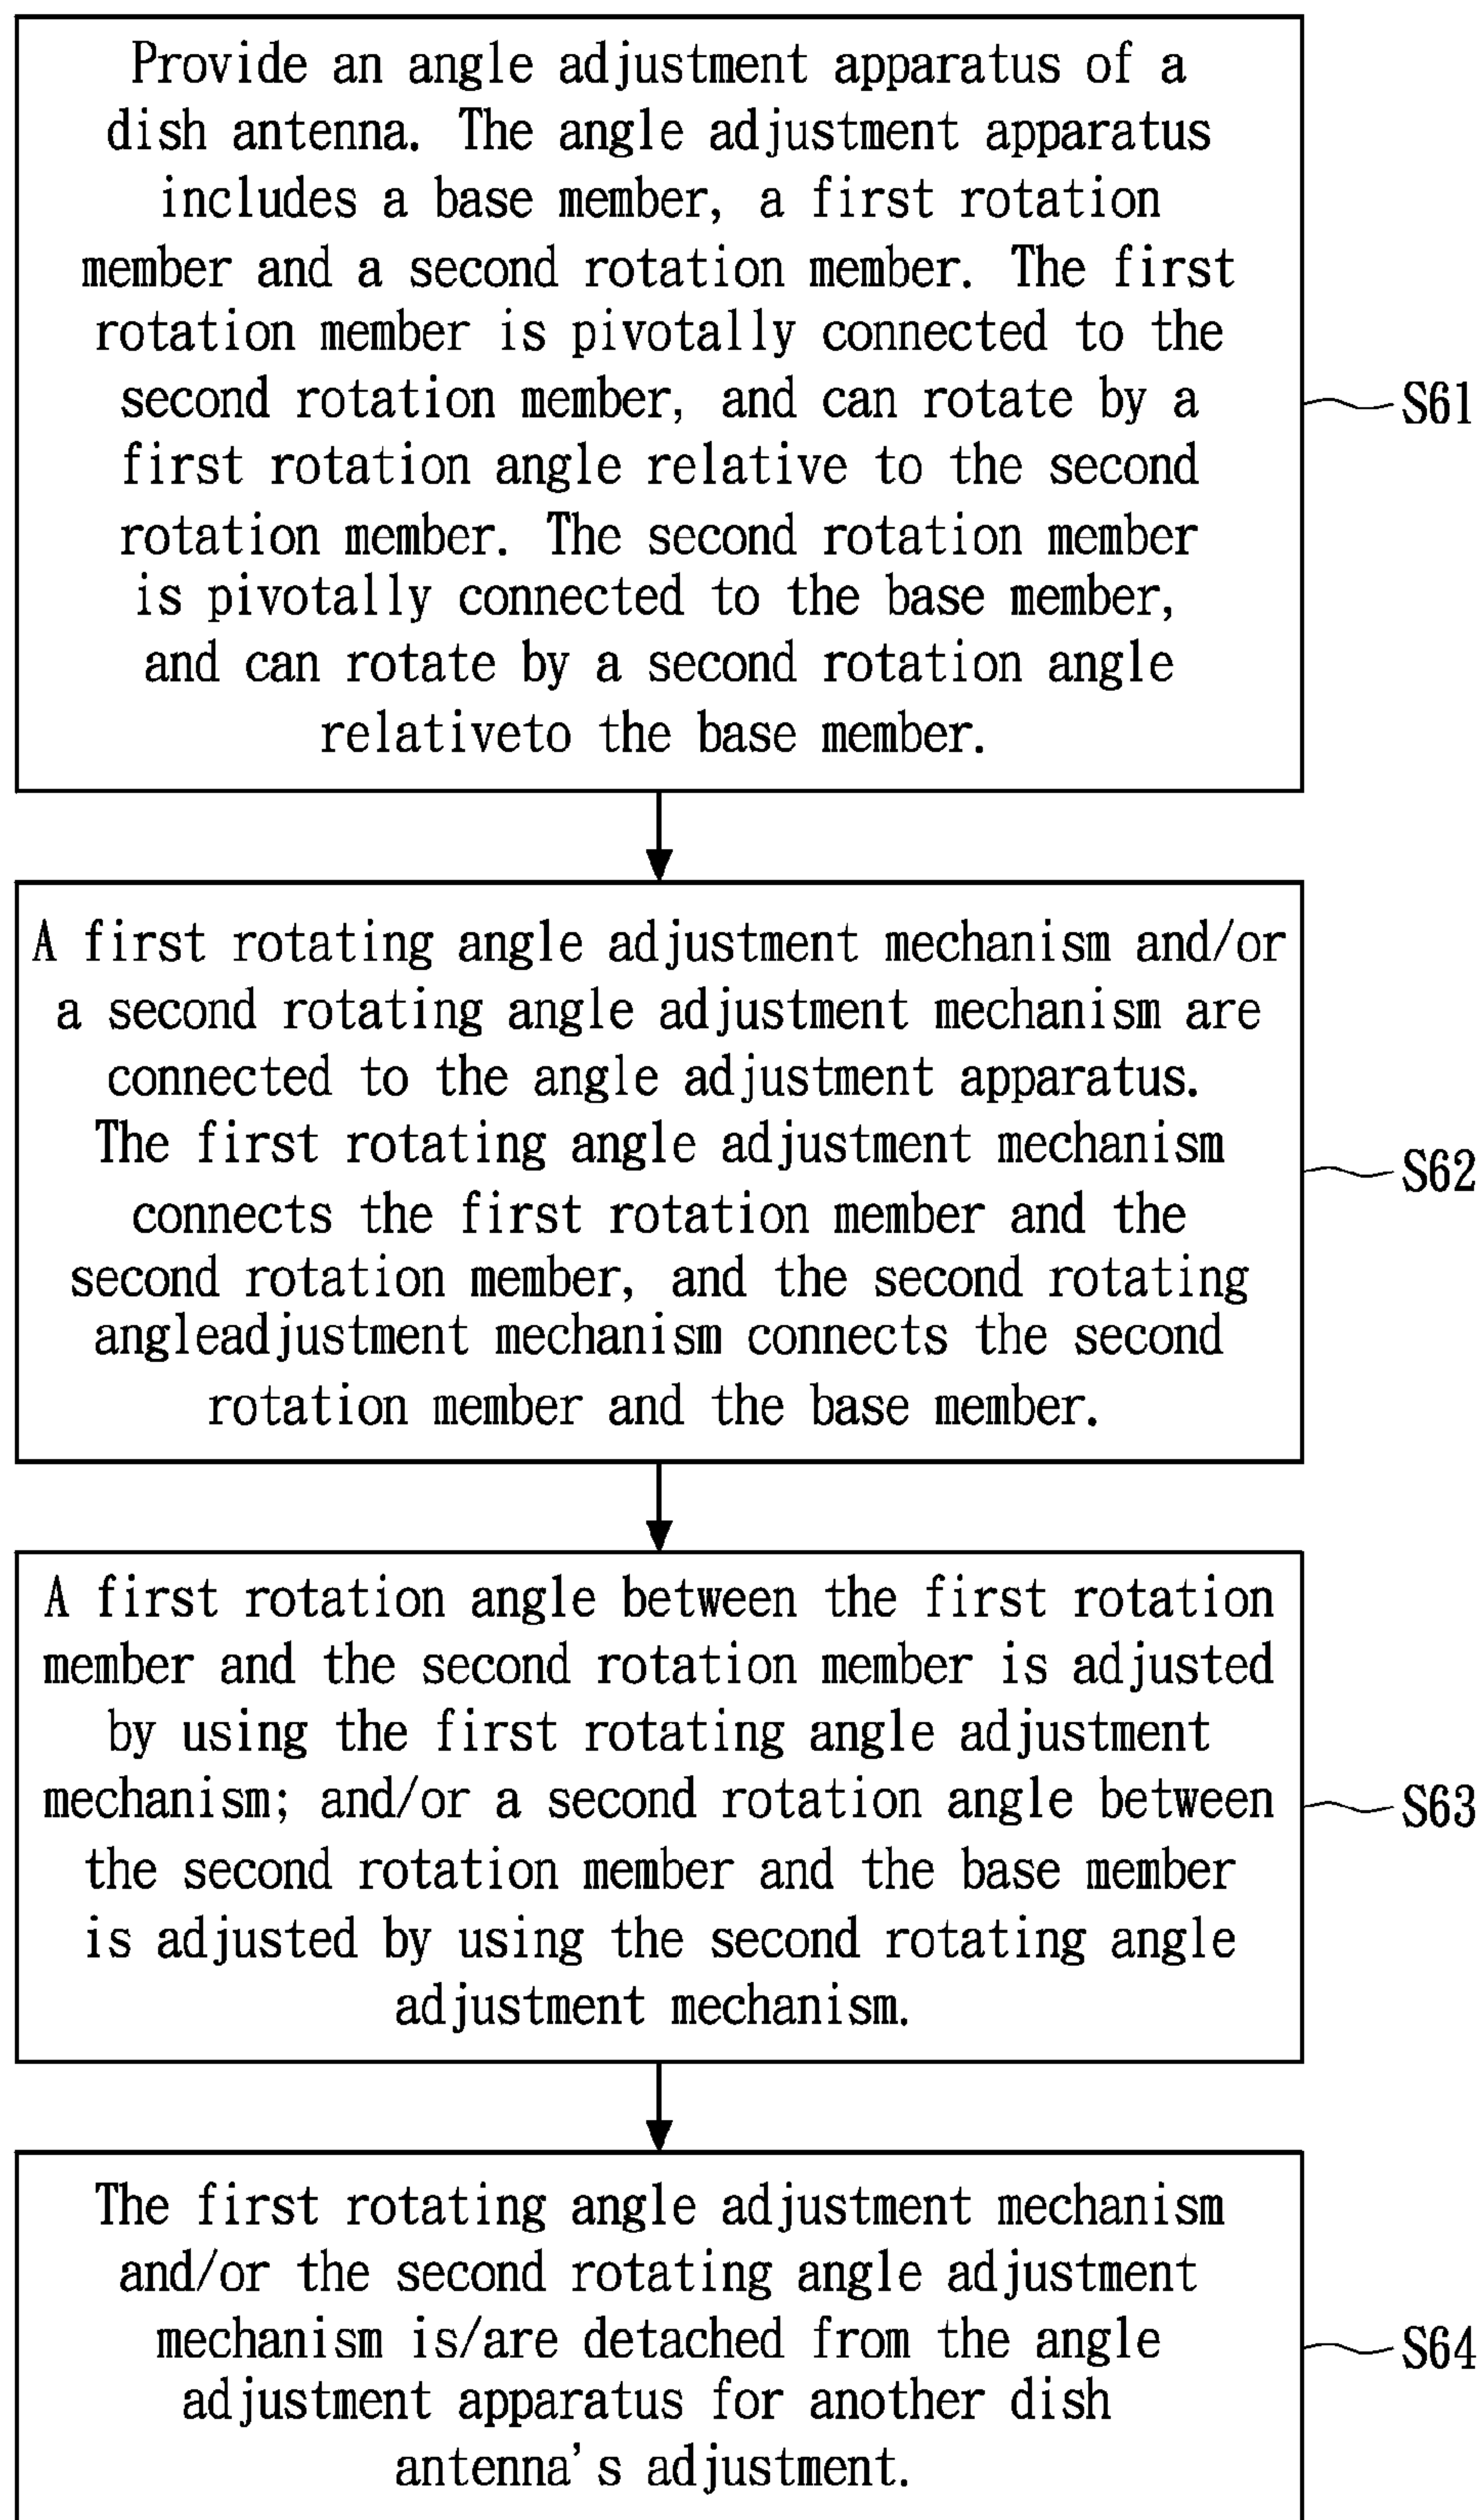 Provide an angle adjustment apparatus of a
dish antenna. The angle adjustment apparatus
includes a base member, a first rotation
member and a second rotation member. The first
rotation member is pivotally connected to the
second rotation member, and can rotate by a
first rotation angle relative to the second
rotation member. The second rotation member
is pivotally connected to the base member,
and can rotate by a second rotation angle
relativeto the base member.
S61
A first rotating angle adjustment mechanism and/or
a second rotating angle adjustment mechanism are
connected to the angle adjustment apparatus.
The first rotating angle adjustment mechanism
connects the first rotation member and the
second rotation member, and the second rotating
angleadjustment mechanism connects the second
rotation member and the base member.
S62
A first rotation angle between the first rotation
member and the second rotation member is adjusted
by using the first rotating angle adjustment
mechanism; and/or a second rotation angle between
the second rotation member and the base member
is adjusted by using the second rotating angle
adjustment mechanism.
S63
The first rotating angle adjustment mechanism
and/or the second rotating angle adjustment
mechanism is/are detached from the angle
adjustment apparatus for another dish
antenna's adjustment.
S64